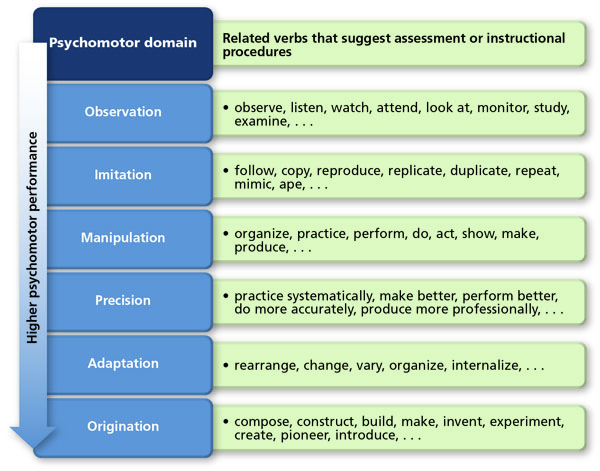 Psychomotor domain
Related verbs that suggest assessment or instructional
procedures
Higher psychomotor performance
Observation
• observe, listen, watch, attend, look at, monitor, study,
examine, . . .
Imitation
• follow, copy, reproduce, replicate, duplicate, repeat,
mimic, ape, . . .
Manipulation
• organize, practice, perform, do, act, show, make,
produce, . . .
Precision
• practice systematically, make better, perform better,
do more accurately, produce more professionally, . . .
Adaptation
• rearrange, change, vary, organize, internalize, . . .
Origination
• compose, construct, build, make, invent, experiment,
create, pioneer, introduce, . . .